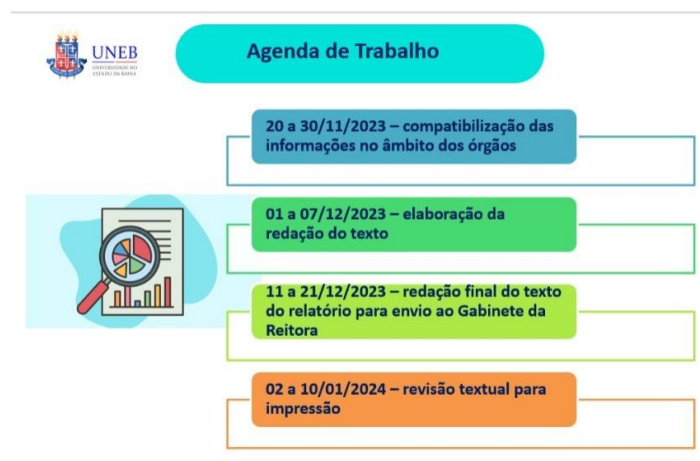 UNEB
UNIVERSIDADE DO
ESTADO DA BAHIA
Agenda de Trabalho
20 a 30/11/2023 – compatibilização das
informações no âmbito dos órgãos
01 a 07/12/2023 – elaboração da
redação do texto
11 a 21/12/2023 – redação final do texto
do relatório para envio ao Gabinete da
Reitora
02 a 10/01/2024 – revisão textual para
impressão